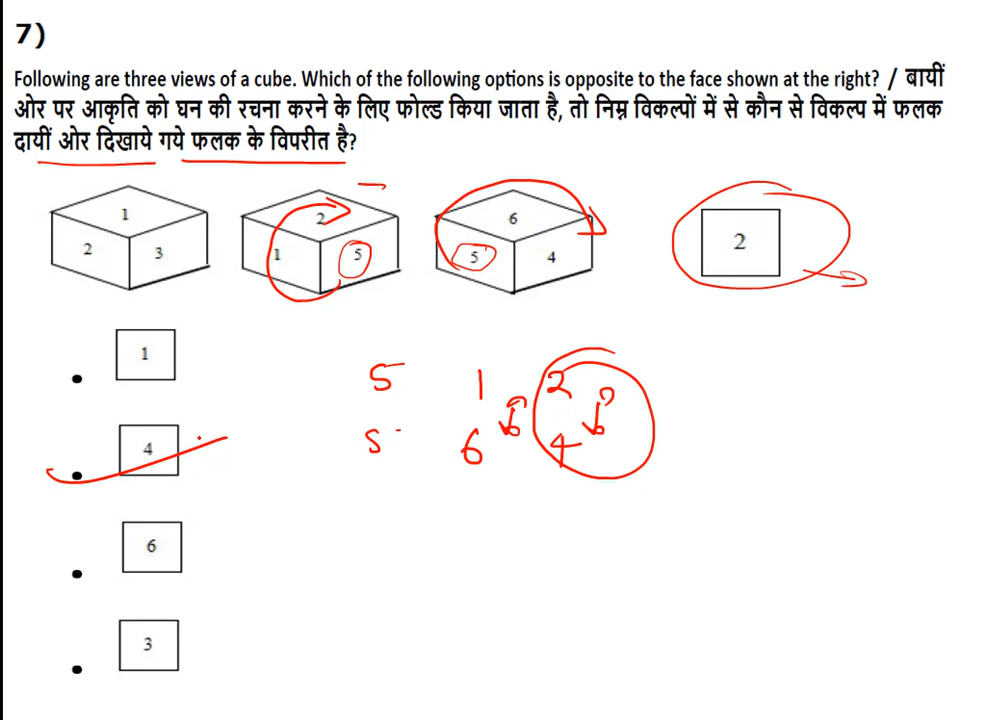 7)
Following are three views of a cube. Which of the following options is opposite to the face shown at the right? / बायीं
ओर पर आकृति को घन की रचना करने के लिए फोल्ड किया जाता है, तो निम्न विकल्पों में से कौन से विकल्प में फलक
दायीं ओर दिखाये गये फलक के विपरीत है?
1
2 3
2
1 5
6
5 4
2
1
4
6
3
5 1 2
5 6 4